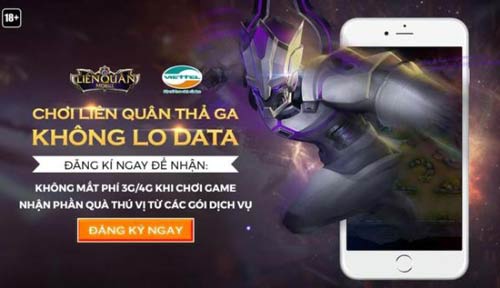 18+
LIÊN QUÂN
MOBILE
VIETTEL
CHƠI LIÊN QUÂN THẢ GA
KHÔNG LO DATA
ĐĂNG KÍ NGAY ĐỂ NHẬN:
KHÔNG MẤT PHÍ 3G/4G KHI CHƠI GAME
NHẬN PHẦN QUÀ THÚ VỊ TỪ CÁC GÓI DỊCH VỤ
ĐĂNG KÝ NGAY